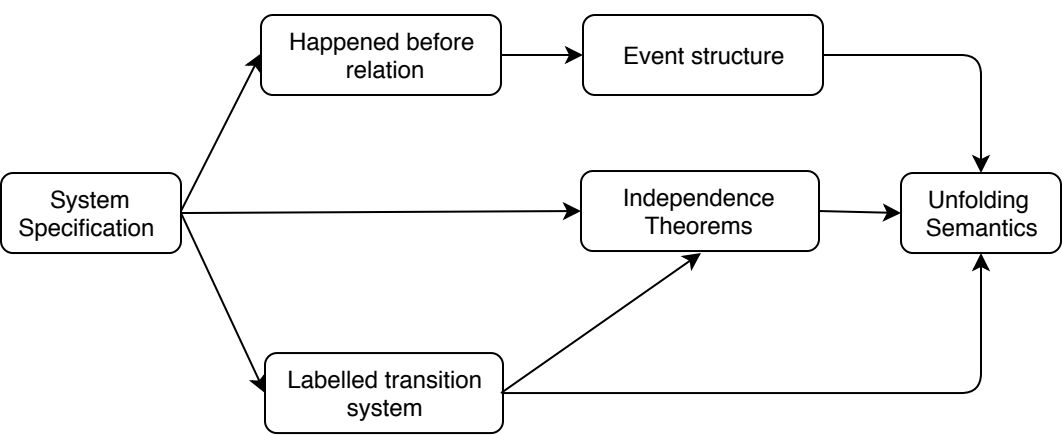 Happened before
relation
Event structure
System
Specification
Independence
Theorems
Unfolding
Semantics
Labelled transition
system